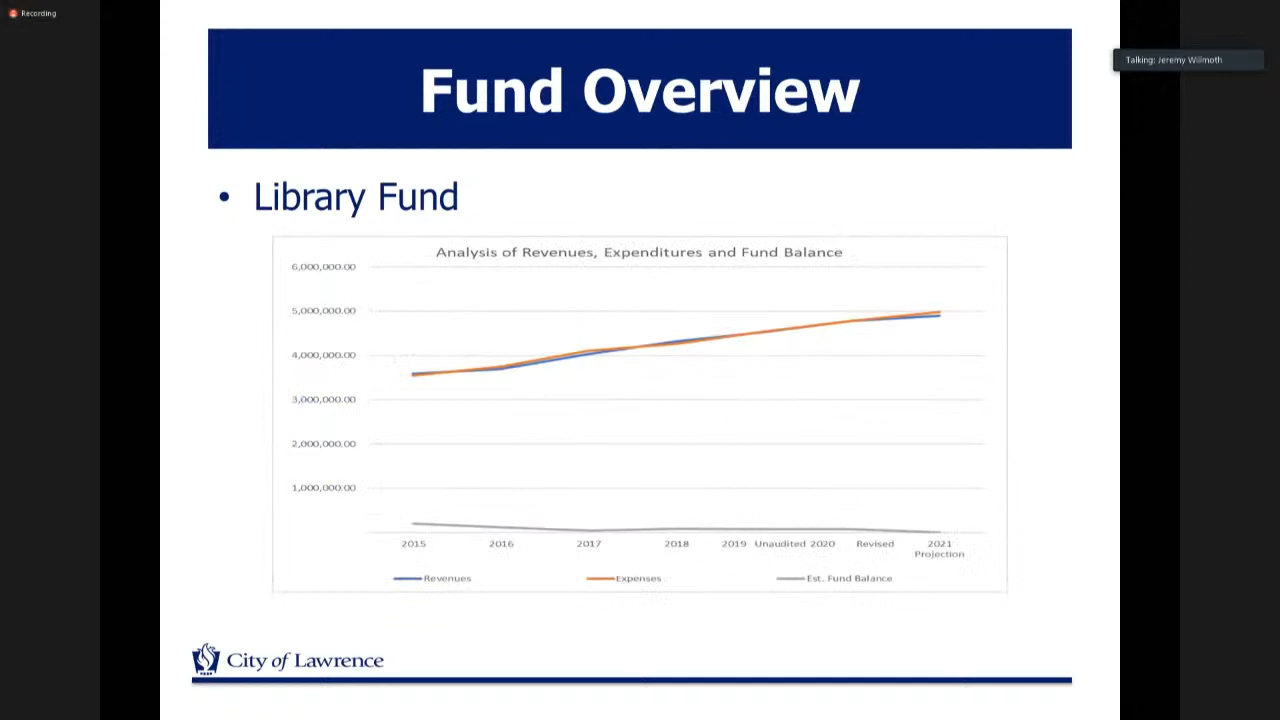 Recording
Talking: Jeremy Willmoth
Fund Overview
• Library Fund
Analysis of Revenues, Expenditures and Fund Balance
6,000,000.00
5,000,000.00
4,000,000.00
3,000,000.00
2,000,000.00
1,000,000.00
2015 2016 2017 2018 2019 Unaudited 2020 Revised 2021
Projection
Revenues Expenses Est. Fund Balance
City of Lawrence